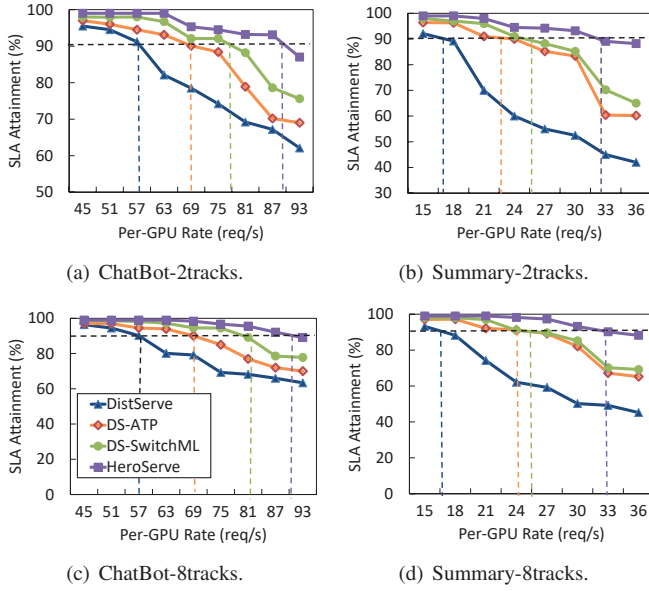 SLA Attainment (%)
100
90
80
70
60
50
45 51 57 63 69 75 81 87 93
Per-GPU Rate (req/s)
(a) ChatBot-2tracks.
SLA Attainment (%)
100
90
80
70
60
50
40
30
15 18 21 24 27 30 33 36
Per-GPU Rate (req/s)
(b) Summary-2tracks.
SLA Attainment (%)
100
80
60
40
20
0
DistServe
DS-ATP
DS-SwitchML
HeroServe
45 51 57 63 69 75 81 87 93
Per-GPU Rate (req/s)
(c) ChatBot-8tracks.
SLA Attainment (%)
100
80
60
40
20
0
15 18 21 24 27 30 33 36
Per-GPU Rate (req/s)
(d) Summary-8tracks.